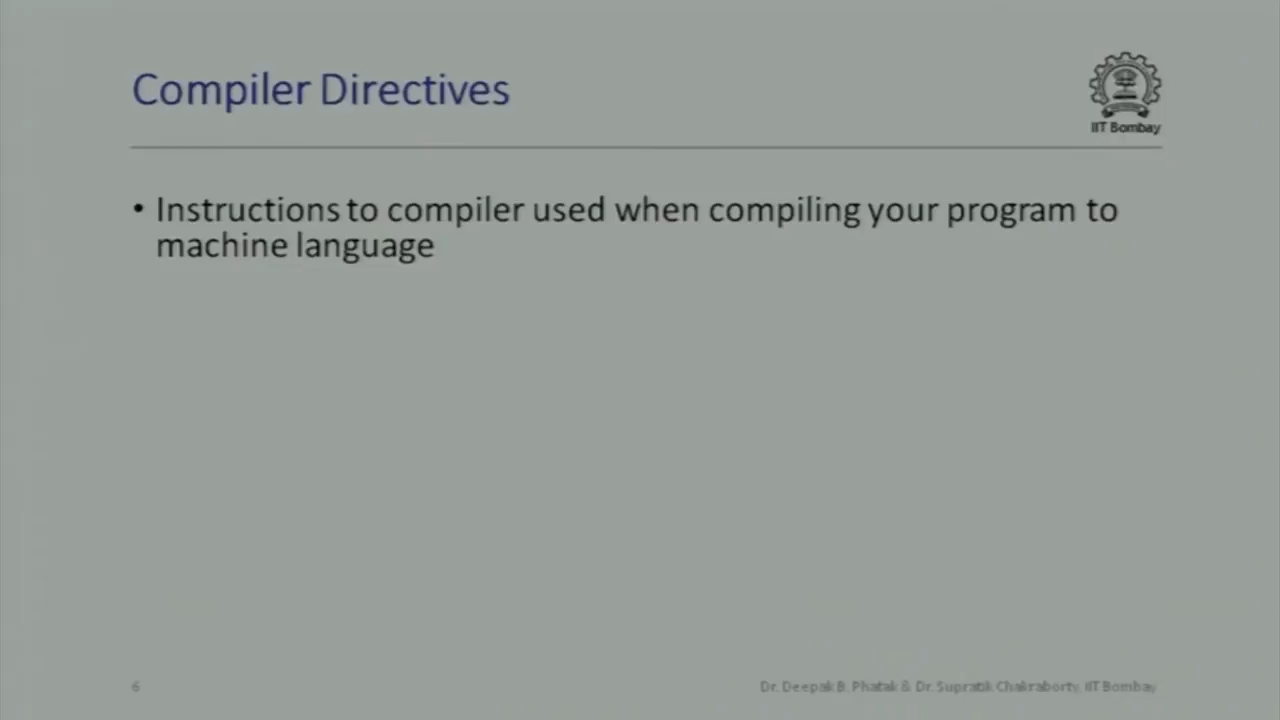 Compiler Directives
IIT Bombay
• Instructions to compiler used when compiling your program to
machine language
6
Dr. Deepak B. Phatak & Dr. Supratik Chakraborty, IIT Bombay